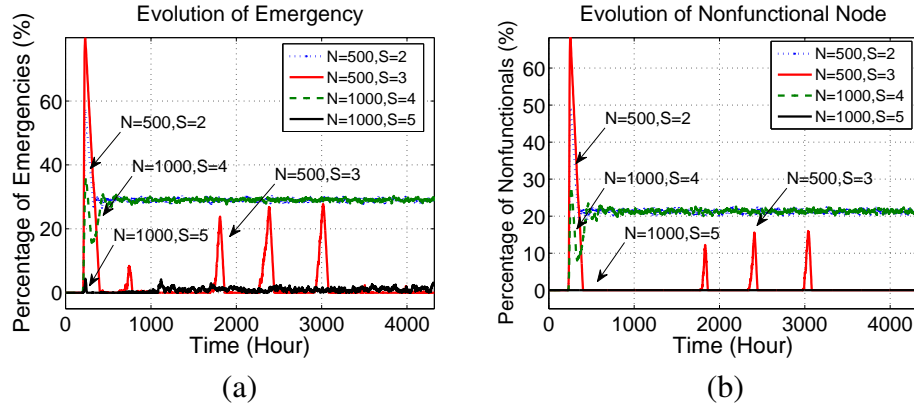 Evolution of Emergency
Percentage of Emergencies (%)
80
60
40
20
0
0 1000 2000 3000 4000
Time (Hour)
N=500,S=2
N=500,S=3
N=1000,S=4
N=1000,S=5
N=500,S=2
N=1000,S=4
N=500,S=3
N=1000,S=5
(a)
Evolution of Nonfunctional Node
Percentage of Nonfunctionals (%)
60
50
40
30
20
10
0
0 1000 2000 3000 4000
Time (Hour)
N=500,S=2
N=500,S=3
N=1000,S=4
N=1000,S=5
N=500,S=2
N=1000,S=4
N=500,S=3
N=1000,S=5
(b)